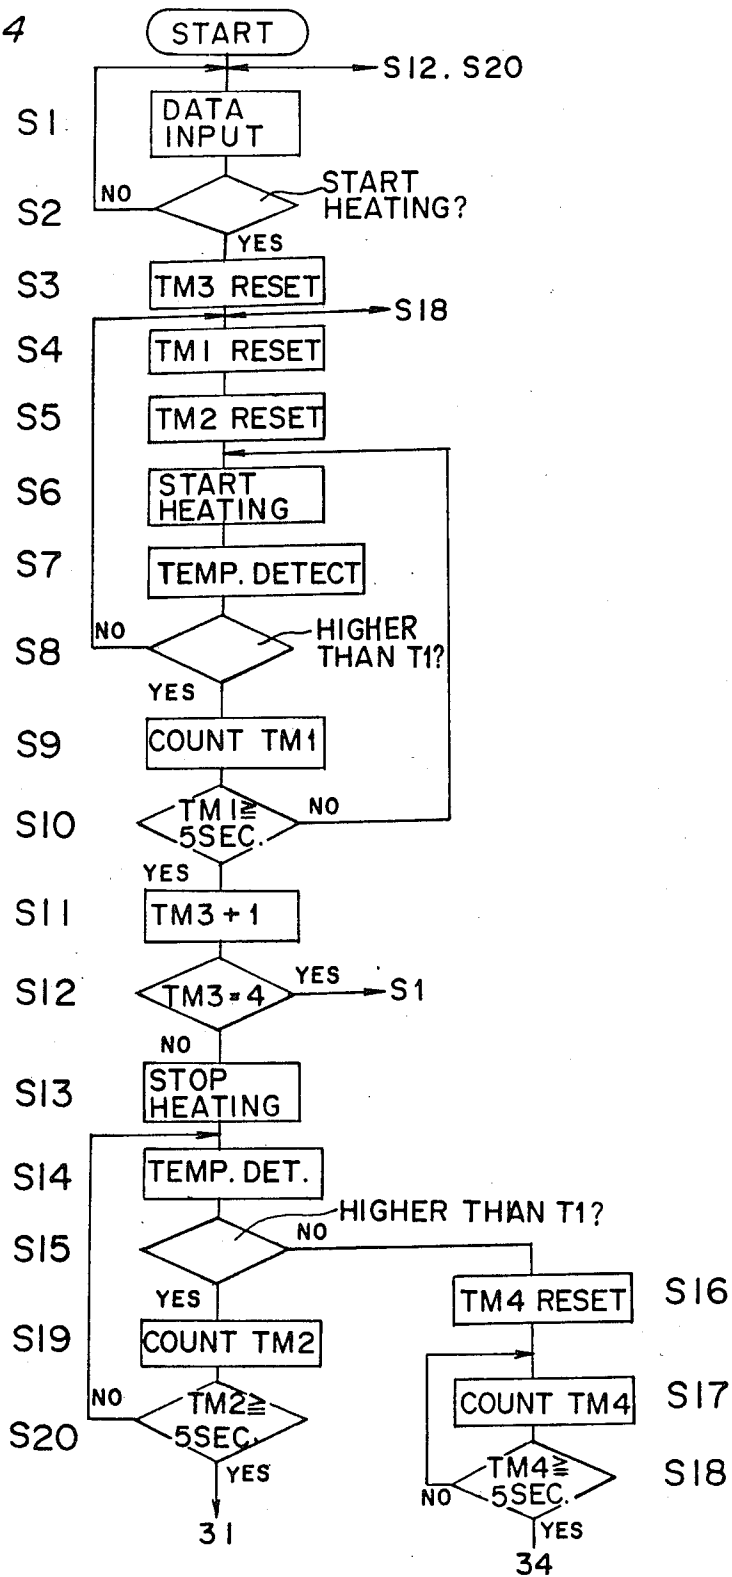 4
START
S12. S20
S1
DATA
INPUT
NO
START
HEATING?
S2
YES
S3
TM3 RESET
S18
S4
TM1 RESET
S5
TM2 RESET
S6
START
HEATING
S7
TEMP. DETECT
NO
HIGHER
THAN T1?
S8
YES
S9
COUNT TM1
S10
TM1≧
5SEC.
NO
YES
S11
TM3+1
S12
TM3=4
YES
S1
NO
S13
STOP
HEATING
S14
TEMP. DET.
HIGHER THAN T1?
S15
NO
YES
TM4 RESET
S16
S19
COUNT TM2
NO
S20
TM2≧
5SEC.
YES
31
COUNT TM4
S17
TM4≧
5SEC.
S18
NO
YES
34